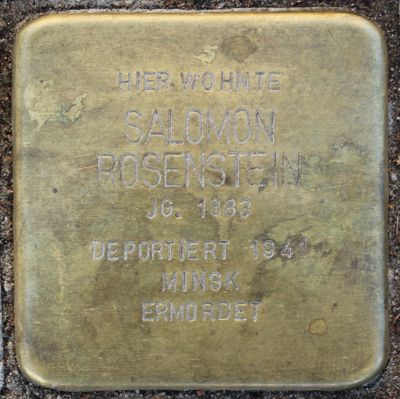 HIER WOHNTE
SALOMON
ROSENSTEIN
JG. 1883
DEPORTIERT 1941
MINSK
ERMORDET